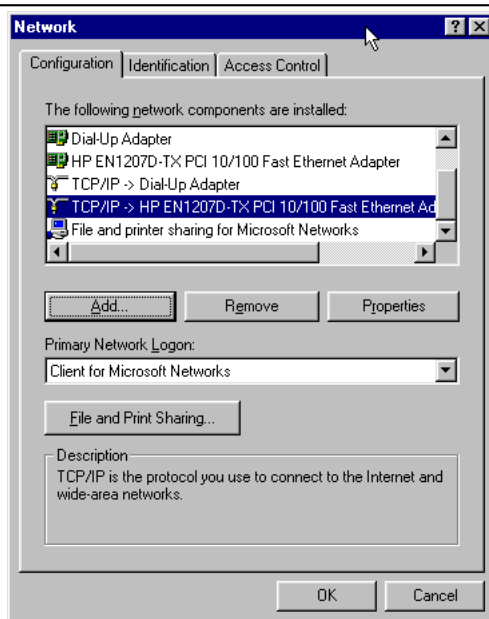 Network
Configuration Identification Access Control
The following network components are installed:
Dial-Up Adapter
HP EN1207D-TX PCI 10/100 Fast Ethernet Adapter
TCP/IP -> Dial-Up Adapter
TCP/IP -> HP EN1207D-TX PCI 10/100 Fast Ethernet Ad
File and printer sharing for Microsoft Networks
Add... Remove Properties
Primary Network Logon:
Client for Microsoft Networks
File and Print Sharing...
Description
TCP/IP is the protocol you use to connect to the Internet and
wide-area networks.
OK Cancel